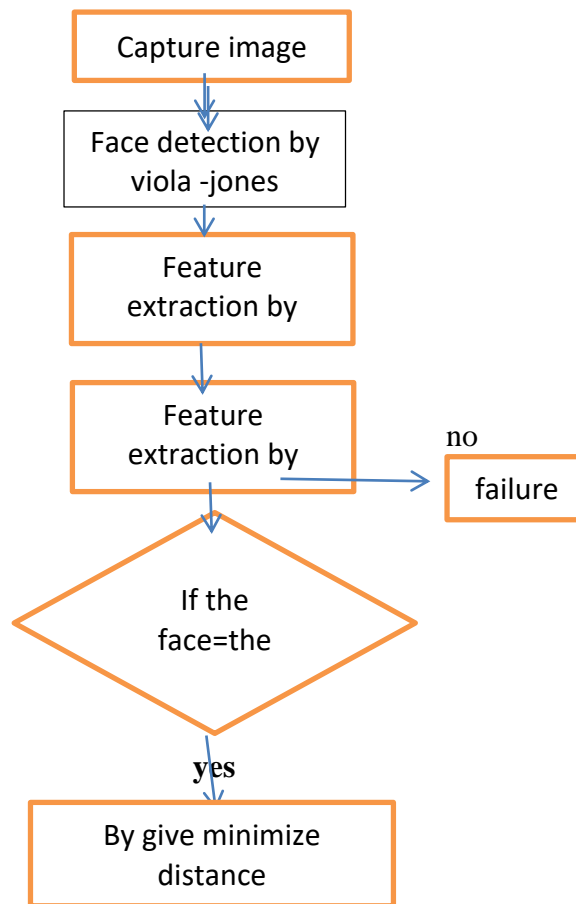 Capture image
Face detection by
viola -jones
Feature
extraction by
Feature
extraction by
no
failure
If the
face=the
yes
By give minimize
distance